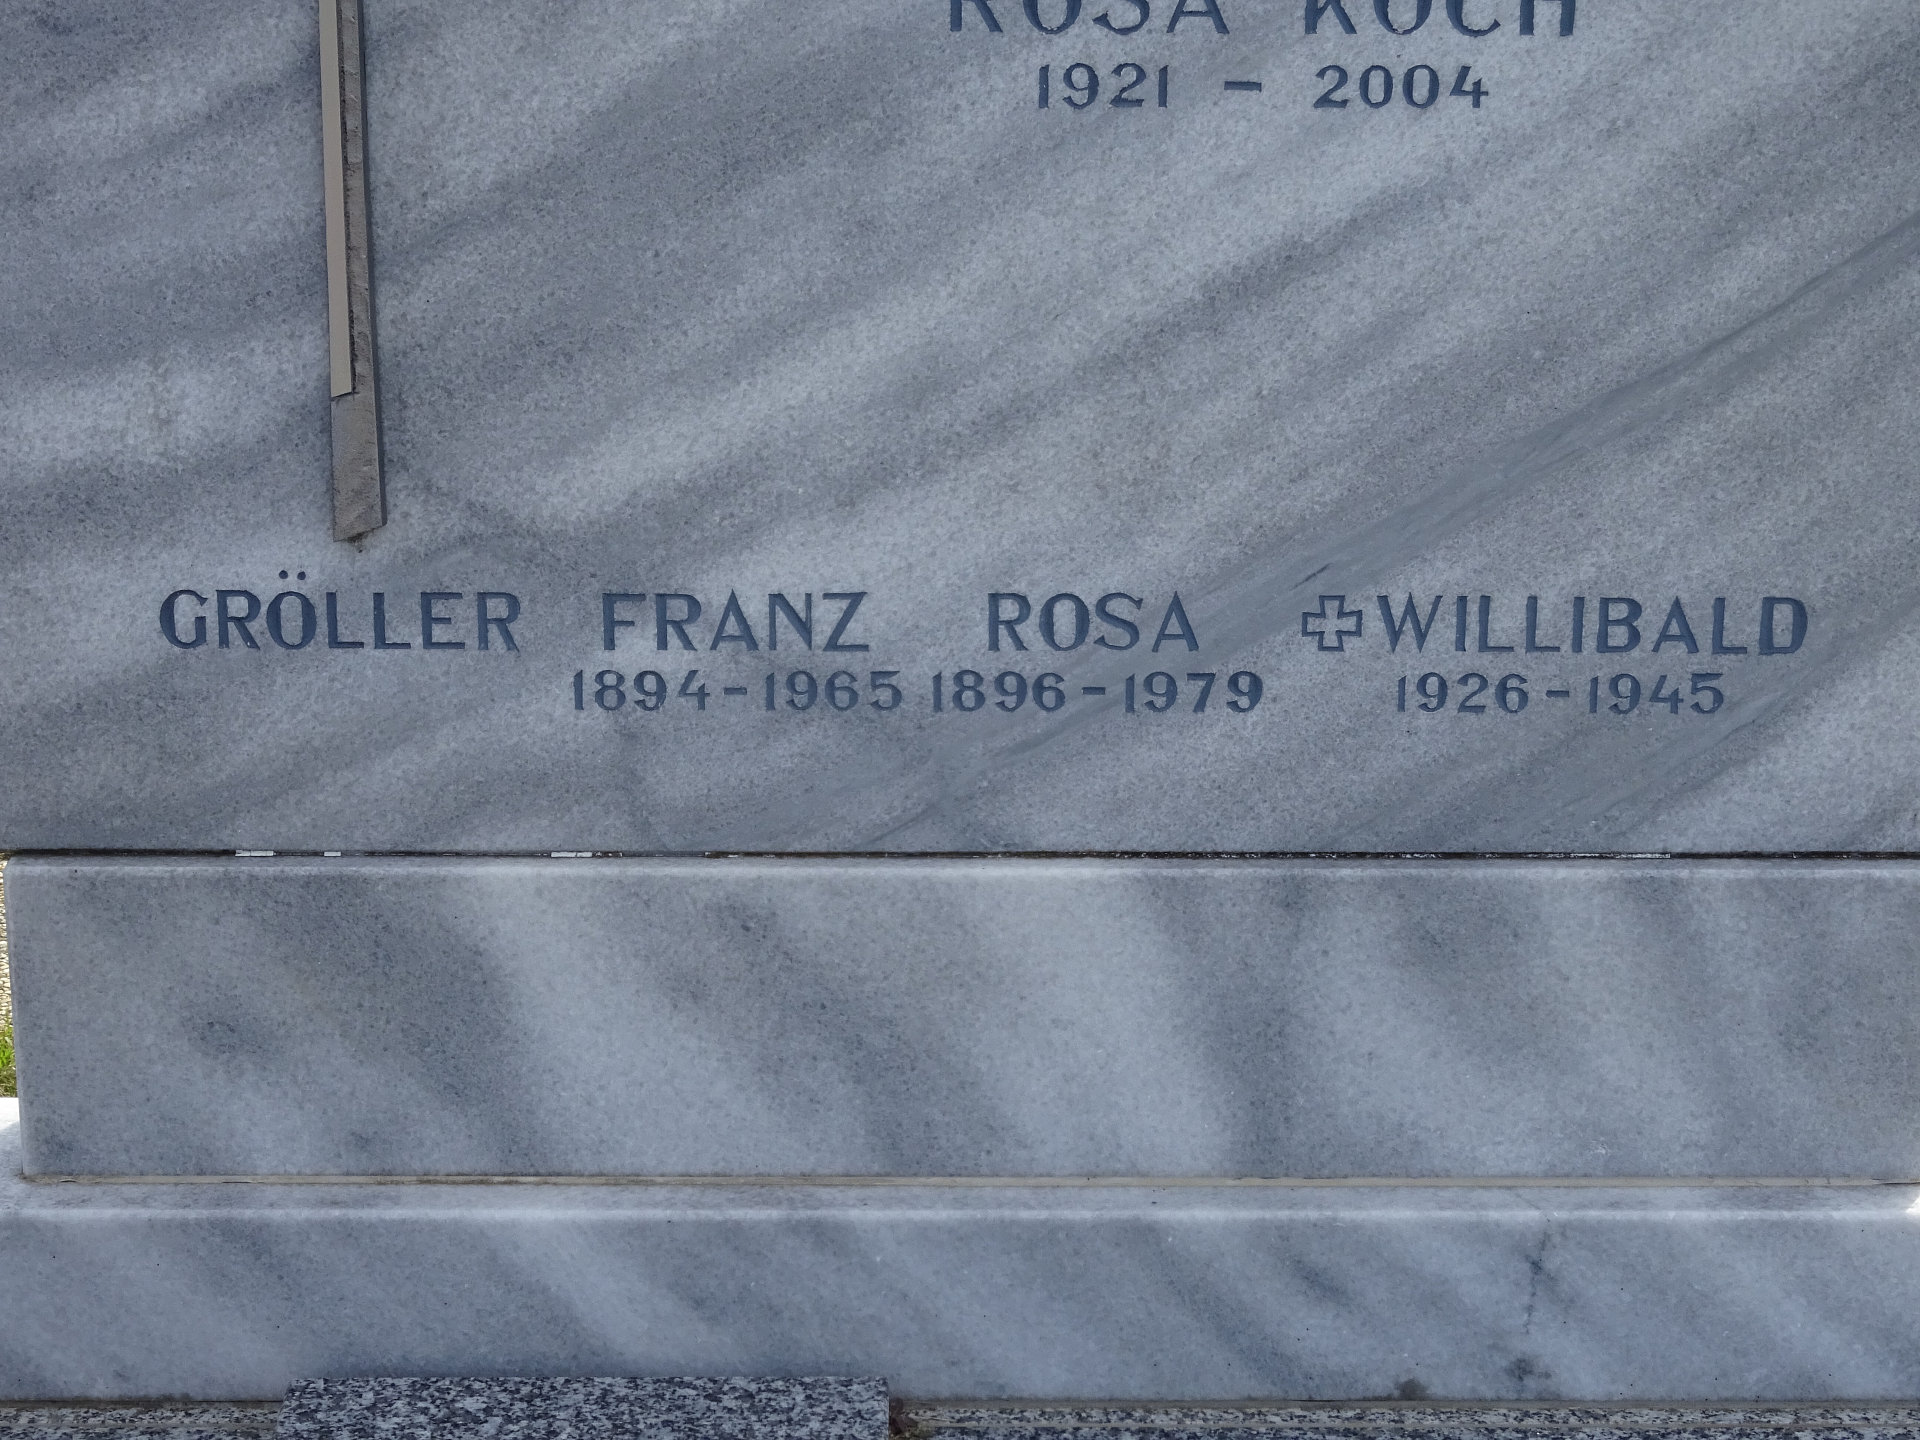 ROSA KOCH
1921 - 2004
GRÖLLER FRANZ ROSA ✠WILLIBALD
1894-1965 1896-1979 1926-1945